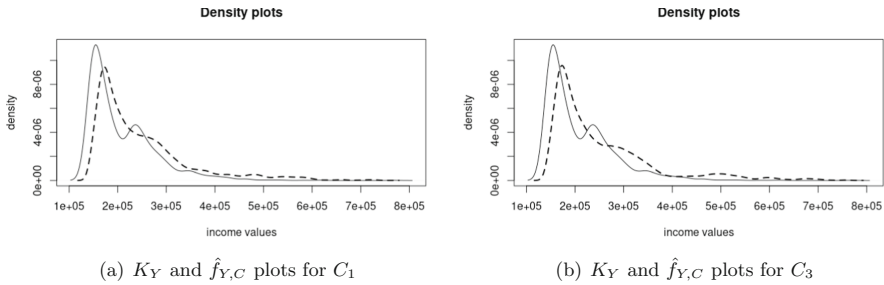 Density plots
density
0e+00 4e-06 8e-06
1e+05 2e+05 3e+05 4e+05 5e+05 6e+05 7e+05 8e+05
income values
(a) K_Y and f̂_{Y,C} plots for C_1
Density plots
density
0e+00 4e-06 8e-06
1e+05 2e+05 3e+05 4e+05 5e+05 6e+05 7e+05 8e+05
income values
(b) K_Y and f̂_{Y,C} plots for C_3